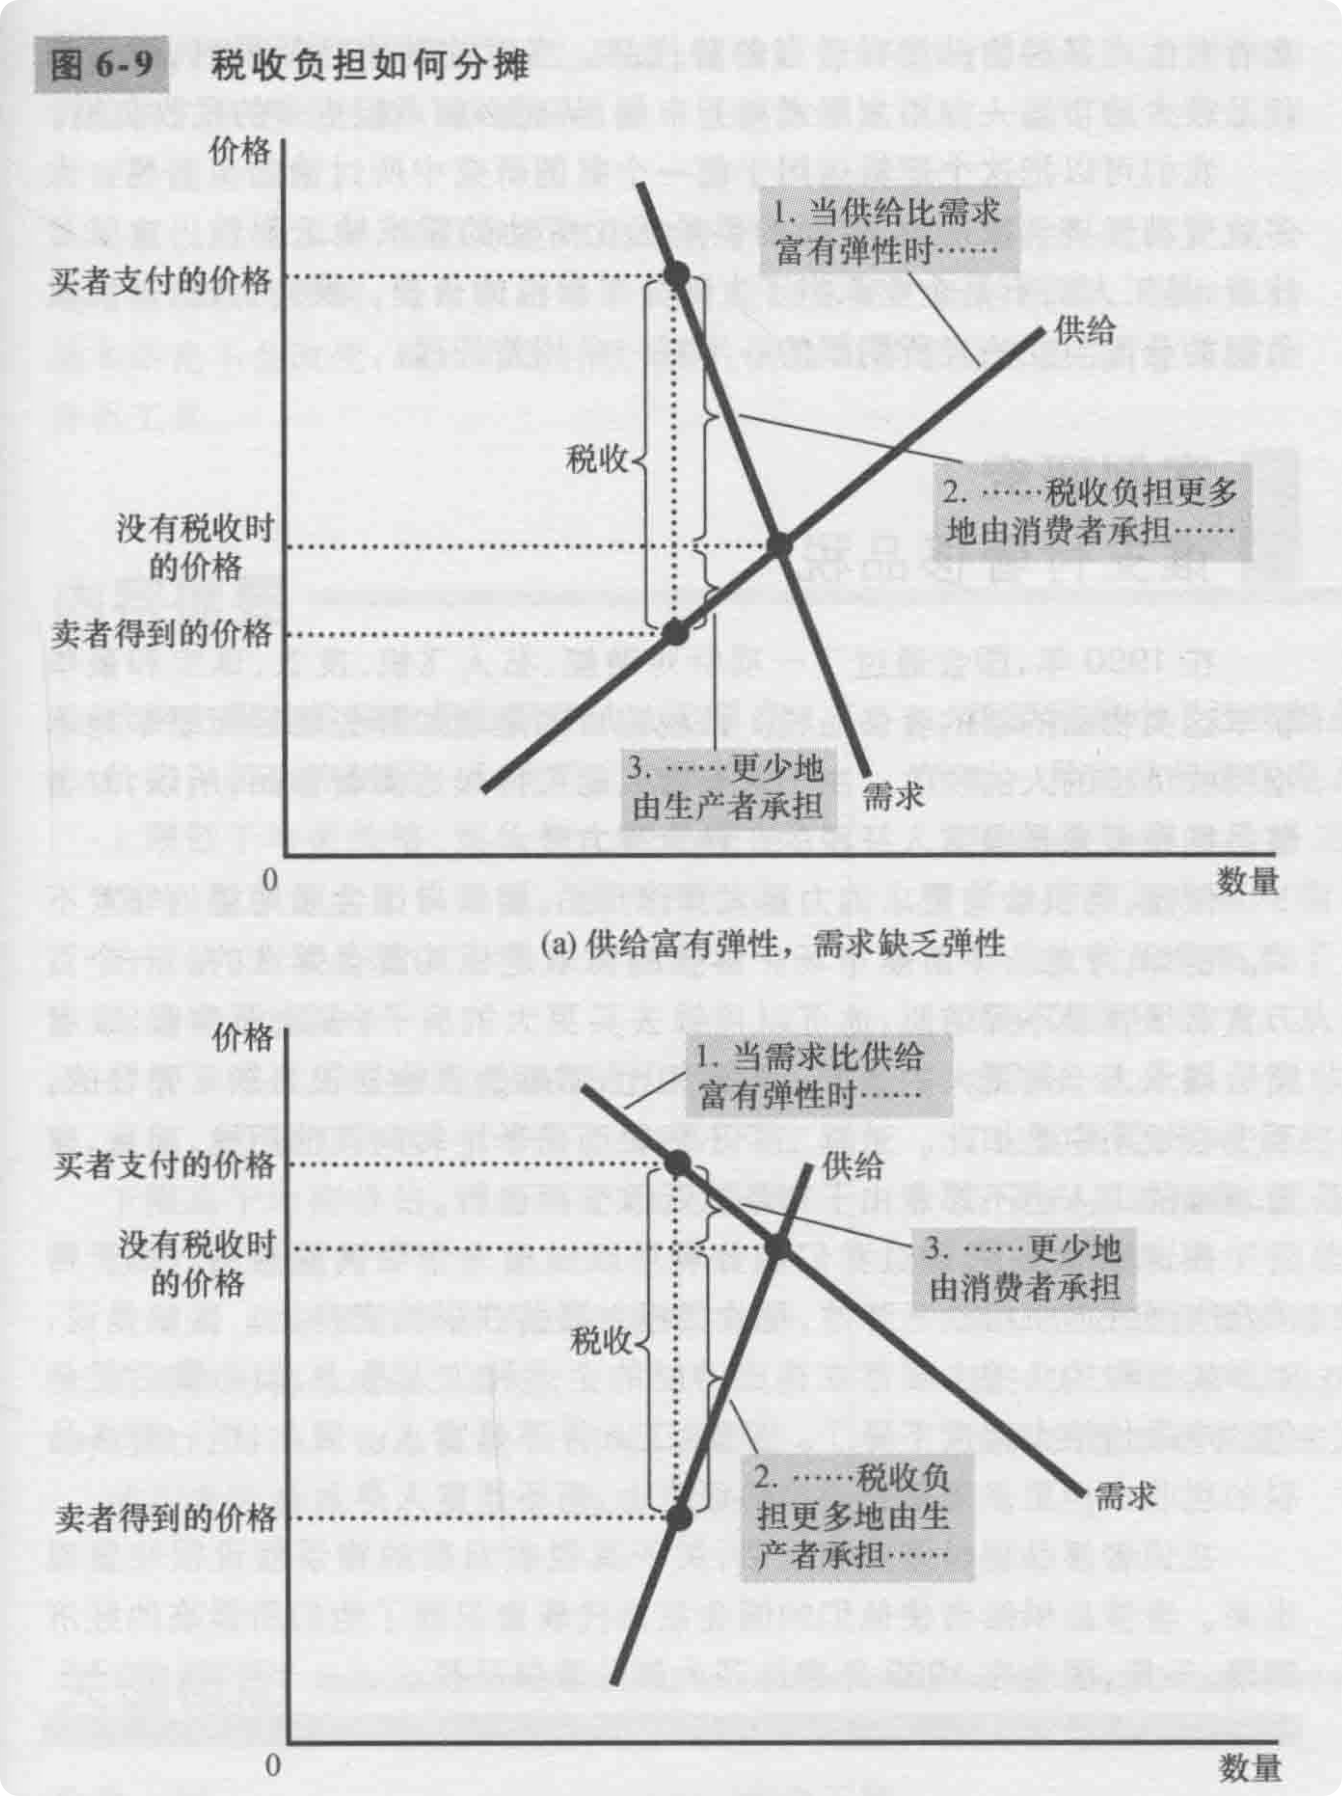 图 6-9 税收负担如何分摊
价格
1. 当供给比需求
富有弹性时……
买者支付的价格
供给
税收
2. ……税收负担更多
地由消费者承担……
没有税收时
的价格
卖者得到的价格
3. ……更少地
由生产者承担
需求
0
数量
(a) 供给富有弹性，需求缺乏弹性
价格
1. 当需求比供给
富有弹性时……
买者支付的价格
供给
没有税收时
的价格
3. ……更少地
由消费者承担
税收
2. ……税收负
担更多地由生
产者承担……
需求
卖者得到的价格
0
数量